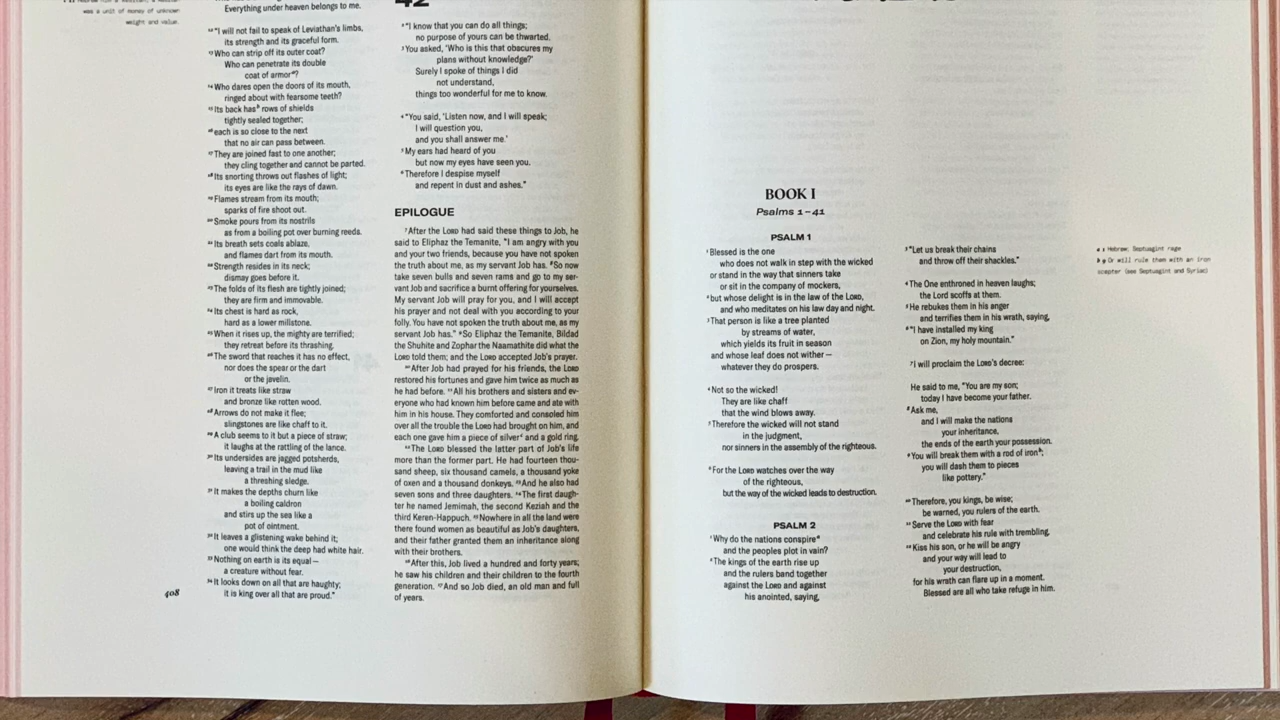 was a unit of money of unknown
weight and value.
Everything under heaven belongs to me.
12"I will not fail to speak of Leviathan's limbs,
its strength and its graceful form.
13Who can strip off its outer coat?
Who can penetrate its double
coat of armora?
14Who dares open the doors of its mouth,
ringed about with fearsome teeth?
15Its back hasb rows of shields
tightly sealed together;
16each is so close to the next
that no air can pass between.
17They are joined fast to one another;
they cling together and cannot be parted.
18Its snorting throws out flashes of light;
its eyes are like the rays of dawn.
19Flames stream from its mouth;
sparks of fire shoot out.
20Smoke pours from its nostrils
as from a boiling pot over burning reeds.
21Its breath sets coals ablaze,
and flames dart from its mouth.
22Strength resides in its neck;
dismay goes before it.
23The folds of its flesh are tightly joined;
they are firm and immovable.
24Its chest is hard as rock,
hard as a lower millstone.
25When it rises up, the mighty are terrified;
they retreat before its thrashing.
26The sword that reaches it has no effect,
nor does the spear or the dart
or the javelin.
27Iron it treats like straw
and bronze like rotten wood.
28Arrows do not make it flee;
slingstones are like chaff to it.
29A club seems to it but a piece of straw;
it laughs at the rattling of the lance.
30Its undersides are jagged potsherds,
leaving a trail in the mud like
a threshing sledge.
31It makes the depths churn like
a boiling caldron
and stirs up the sea like a
pot of ointment.
32It leaves a glistening wake behind it;
one would think the deep had white hair.
33Nothing on earth is its equal—
a creature without fear.
34It looks down on all that are haughty;
it is king over all that are proud."
408
42
2"I know that you can do all things;
no purpose of yours can be thwarted.
3You asked, 'Who is this that obscures my
plans without knowledge?'
Surely I spoke of things I did
not understand,
things too wonderful for me to know.
4"You said, 'Listen now, and I will speak;
I will question you,
and you shall answer me.'
5My ears had heard of you
but now my eyes have seen you.
6Therefore I despise myself
and repent in dust and ashes."
EPILOGUE
7After the LORD had said these things to Job, he
said to Eliphaz the Temanite, "I am angry with you
and your two friends, because you have not spoken
the truth about me, as my servant Job has. 8So now
take seven bulls and seven rams and go to my ser-
vant Job and sacrifice a burnt offering for yourselves.
My servant Job will pray for you, and I will accept
his prayer and not deal with you according to your
folly. You have not spoken the truth about me, as my
servant Job has." 9So Eliphaz the Temanite, Bildad
the Shuhite and Zophar the Naamathite did what the
LORD told them; and the LORD accepted Job's prayer.
10After Job had prayed for his friends, the LORD
restored his fortunes and gave him twice as much as
he had before. 11All his brothers and sisters and ev-
eryone who had known him before came and ate with
him in his house. They comforted and consoled him
over all the trouble the LORD had brought on him, and
each one gave him a piece of silvera and a gold ring.
12The LORD blessed the latter part of Job's life
more than the former part. He had fourteen thou-
sand sheep, six thousand camels, a thousand yoke
of oxen and a thousand donkeys. 13And he also had
seven sons and three daughters. 14The first daugh-
ter he named Jemimah, the second Keziah and the
third Keren-Happuch. 15Nowhere in all the land were
there found women as beautiful as Job's daughters,
and their father granted them an inheritance along
with their brothers.
16After this, Job lived a hundred and forty years;
he saw his children and their children to the fourth
generation. 17And so Job died, an old man and full
of years.
BOOK I
Psalms 1–41
PSALM 1
1Blessed is the one
who does not walk in step with the wicked
or stand in the way that sinners take
or sit in the company of mockers,
2but whose delight is in the law of the LORD,
and who meditates on his law day and night.
3That person is like a tree planted
by streams of water,
which yields its fruit in season
and whose leaf does not wither—
whatever they do prospers.
4Not so the wicked!
They are like chaff
that the wind blows away.
5Therefore the wicked will not stand
in the judgment,
nor sinners in the assembly of the righteous.
6For the LORD watches over the way
of the righteous,
but the way of the wicked leads to destruction.
PSALM 2
1Why do the nations conspirea
and the peoples plot in vain?
2The kings of the earth rise up
and the rulers band together
against the LORD and against
his anointed, saying,
3"Let us break their chains
and throw off their shackles."
4The One enthroned in heaven laughs;
the Lord scoffs at them.
5He rebukes them in his anger
and terrifies them in his wrath, saying,
6"I have installed my king
on Zion, my holy mountain."
7I will proclaim the LORD's decree:
He said to me, "You are my son;
today I have become your father.
8Ask me,
and I will make the nations
your inheritance,
the ends of the earth your possession.
9You will break them with a rod of ironb;
you will dash them to pieces
like pottery."
10Therefore, you kings, be wise;
be warned, you rulers of the earth.
11Serve the LORD with fear
and celebrate his rule with trembling.
12Kiss his son, or he will be angry
and your way will lead to
your destruction,
for his wrath can flare up in a moment.
Blessed are all who take refuge in him.
a 1 Hebrew; Septuagint rage
b 9 Or will rule them with an iron
scepter (see Septuagint and Syriac)